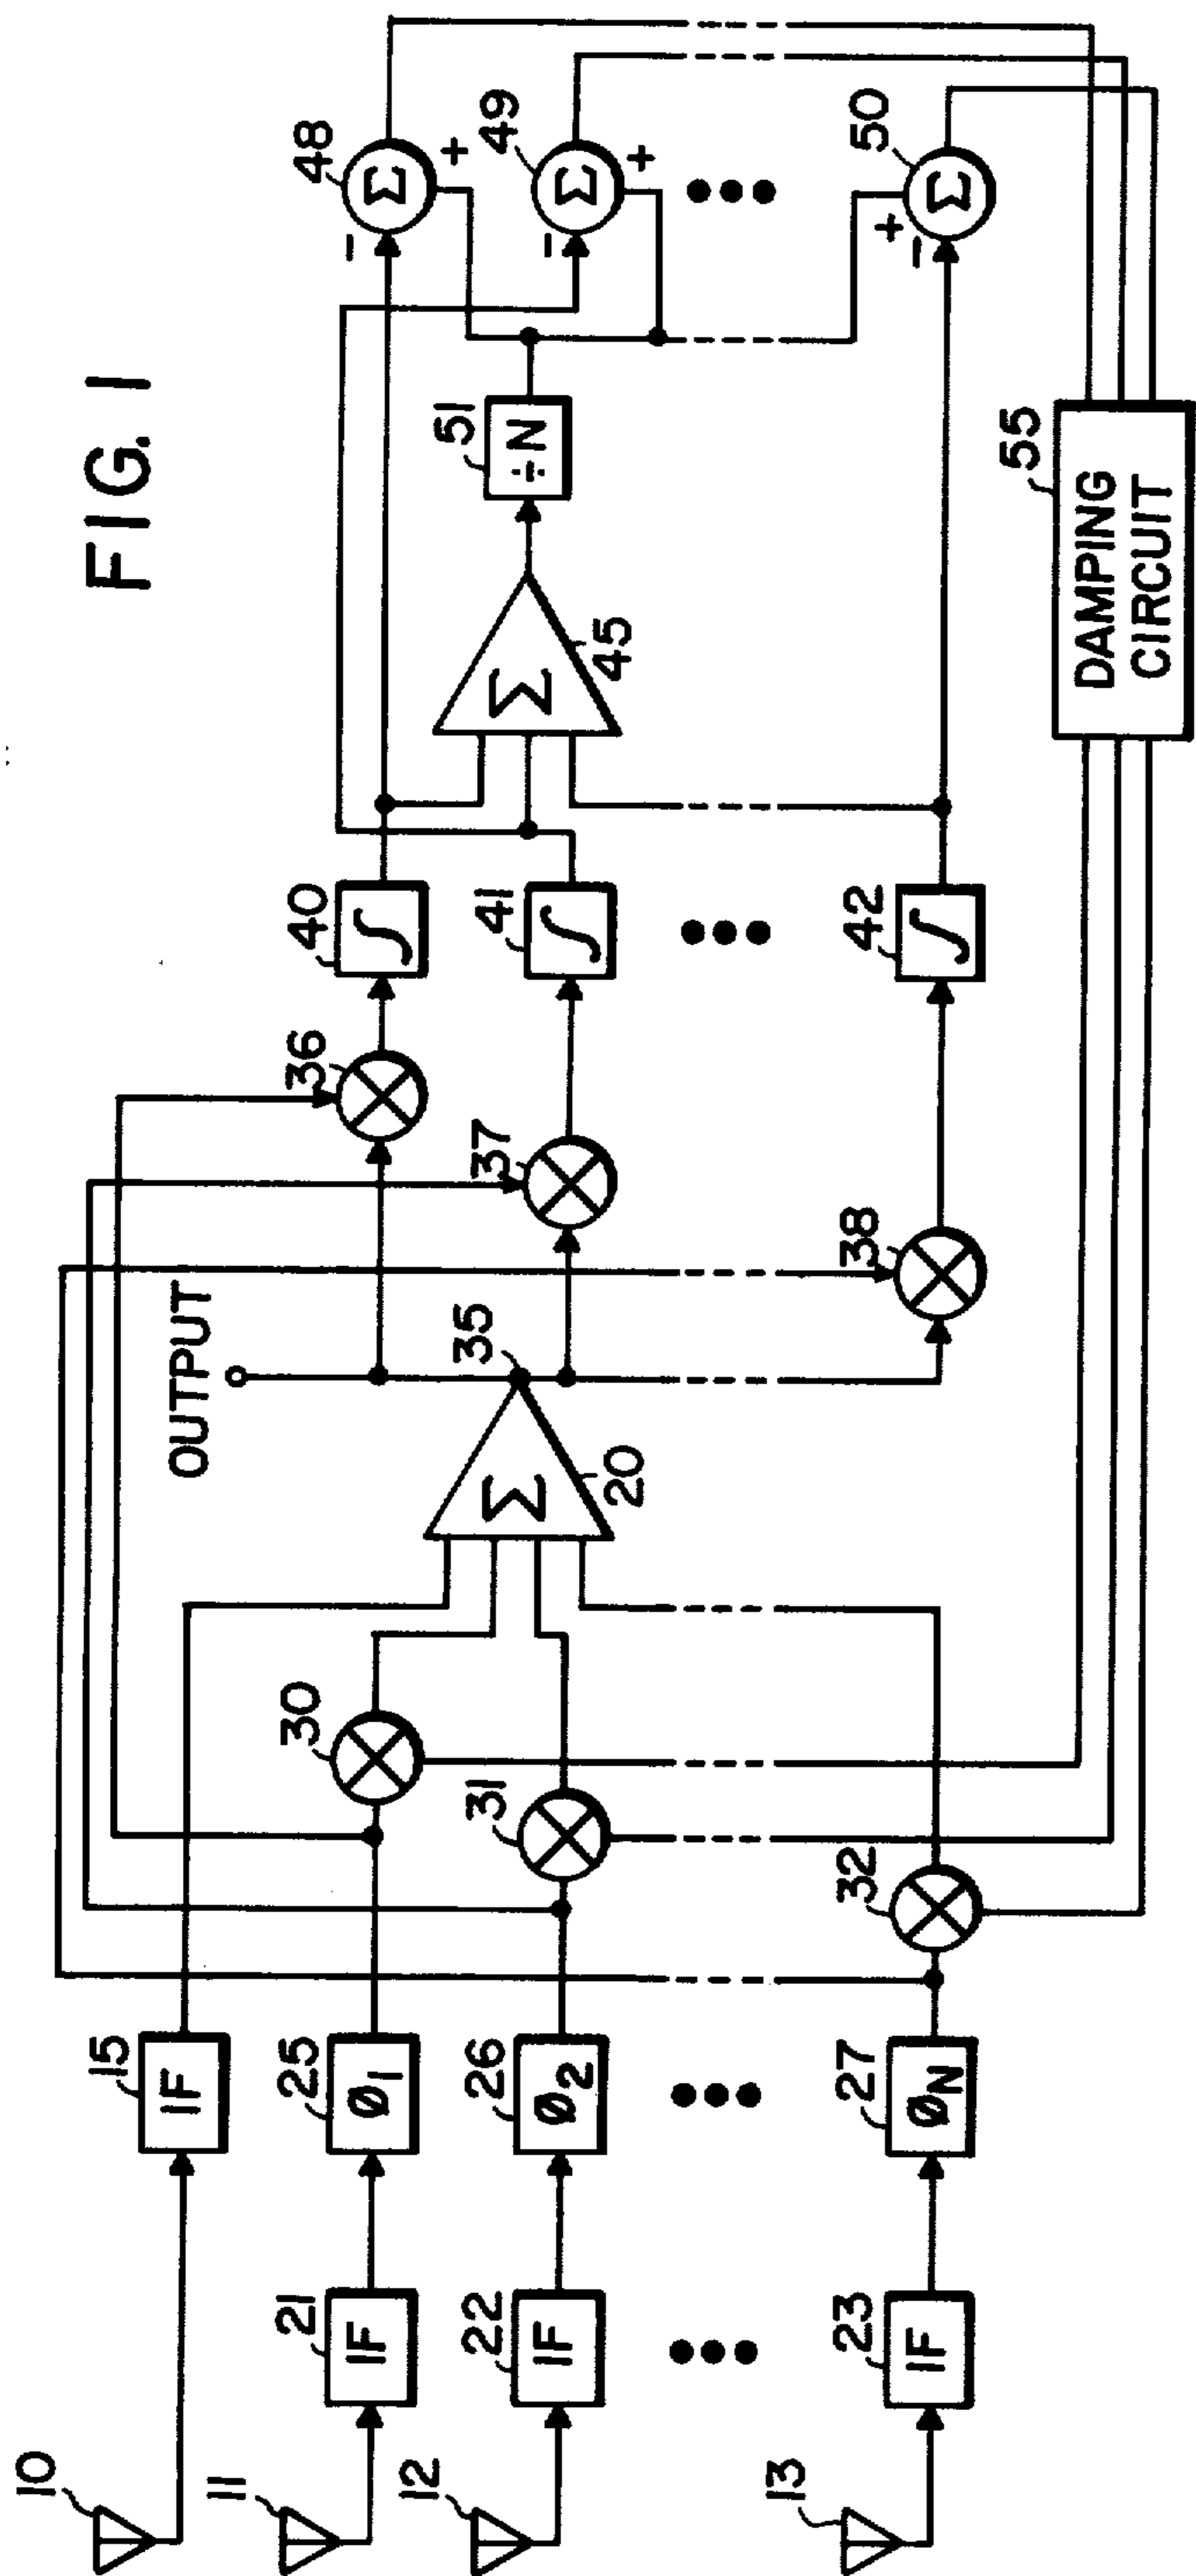 FIG. 1
10
15
IF
11
21
IF
25
Ø1
30
OUTPUT
36
40
∫
48
Σ
-
+
12
22
IF
26
Ø2
31
Σ
20
35
37
41
∫
Σ
45
51
÷N
49
Σ
-
+
13
23
IF
27
ØN
32
38
42
∫
50
Σ
+
-
55
DAMPING
CIRCUIT